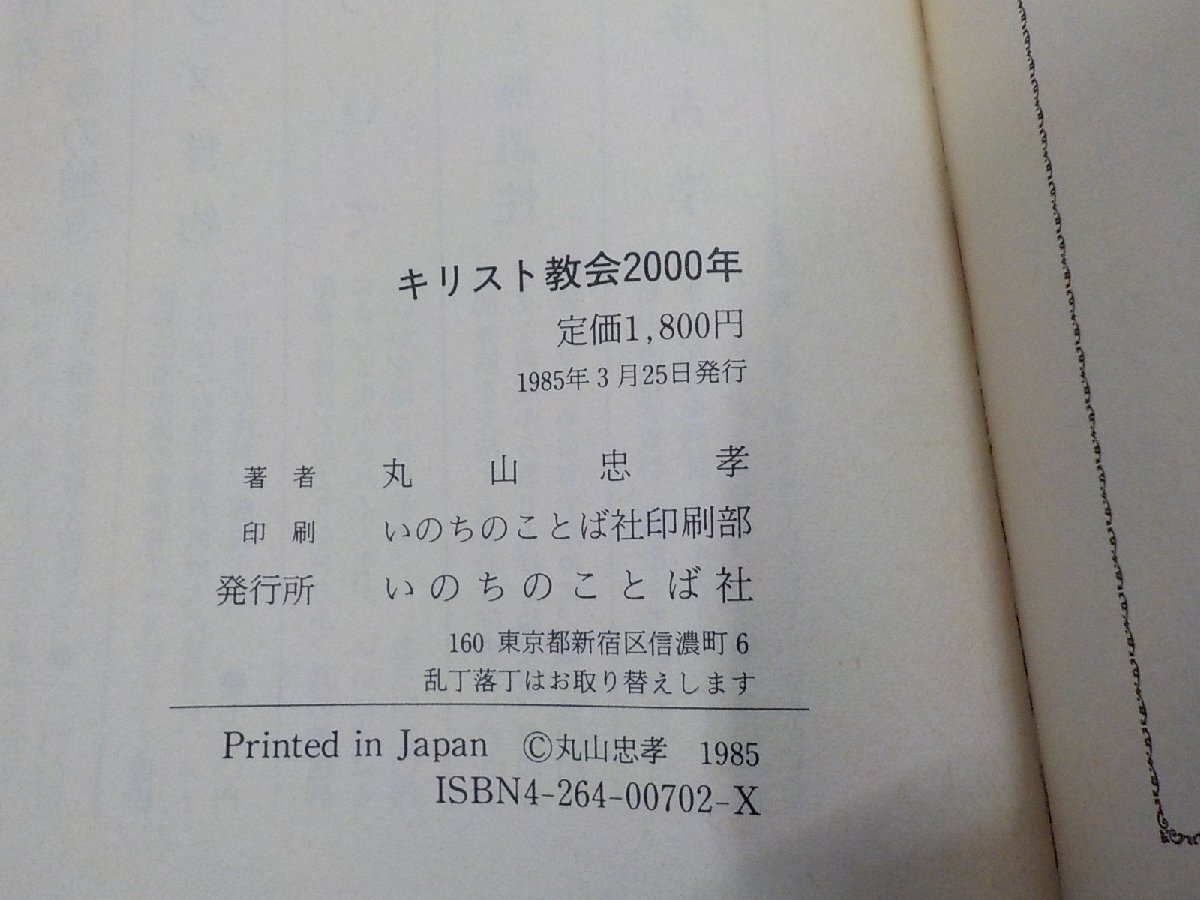 キリスト教会2000年
定価1,800円
1985年3月25日発行
著者 丸山忠孝
印刷 いのちのことば社印刷部
発行所 いのちのことば社
160 東京都新宿区信濃町6
乱丁落丁はお取り替えします
Printed in Japan ©丸山忠孝 1985
ISBN4-264-00702-X